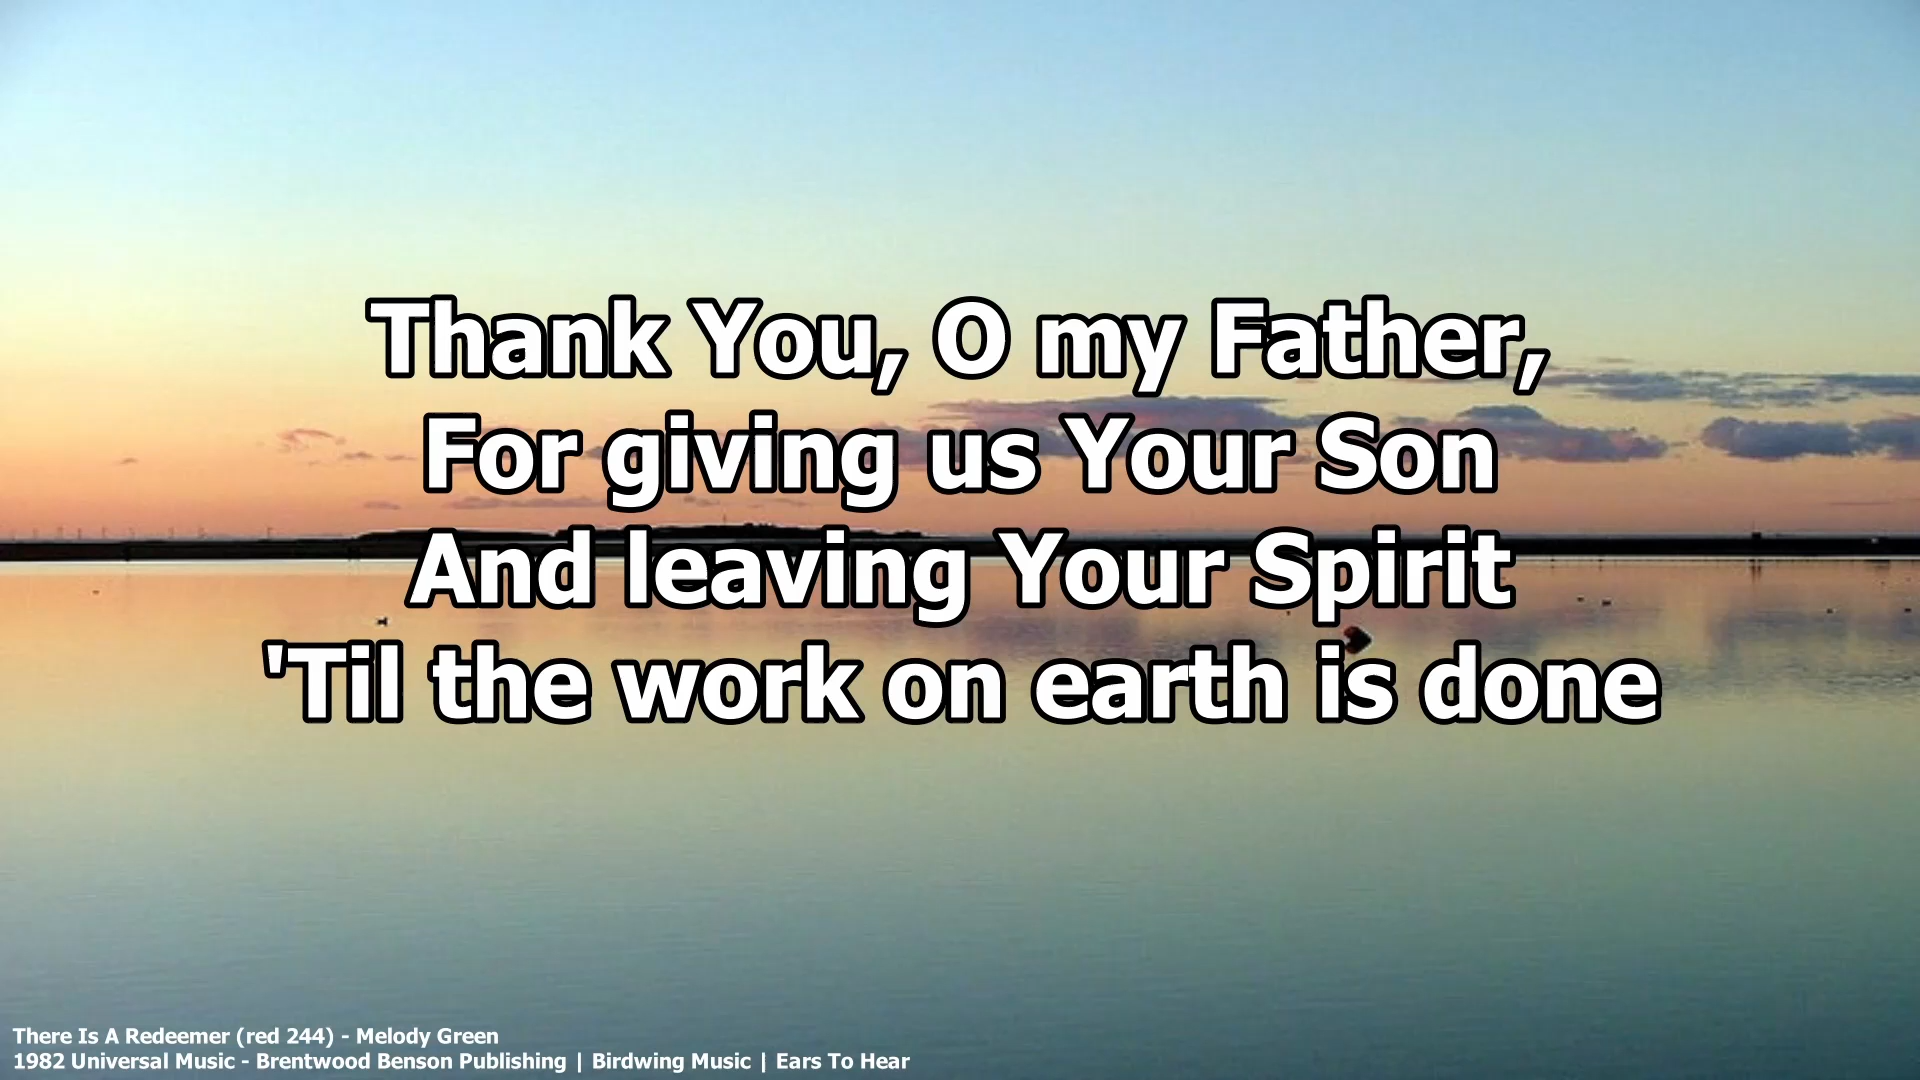 Thank You, O my Father,
For giving us Your Son
And leaving Your Spirit
'Til the work on earth is done
There Is A Redeemer (red 244) - Melody Green
1982 Universal Music - Brentwood Benson Publishing | Birdwing Music | Ears To Hear